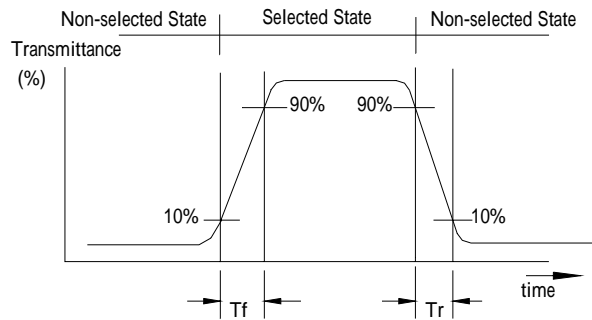 Non-selected State Selected State Non-selected State
Transmittance
(%)
90% 90%
10% 10%
time
Tf Tr